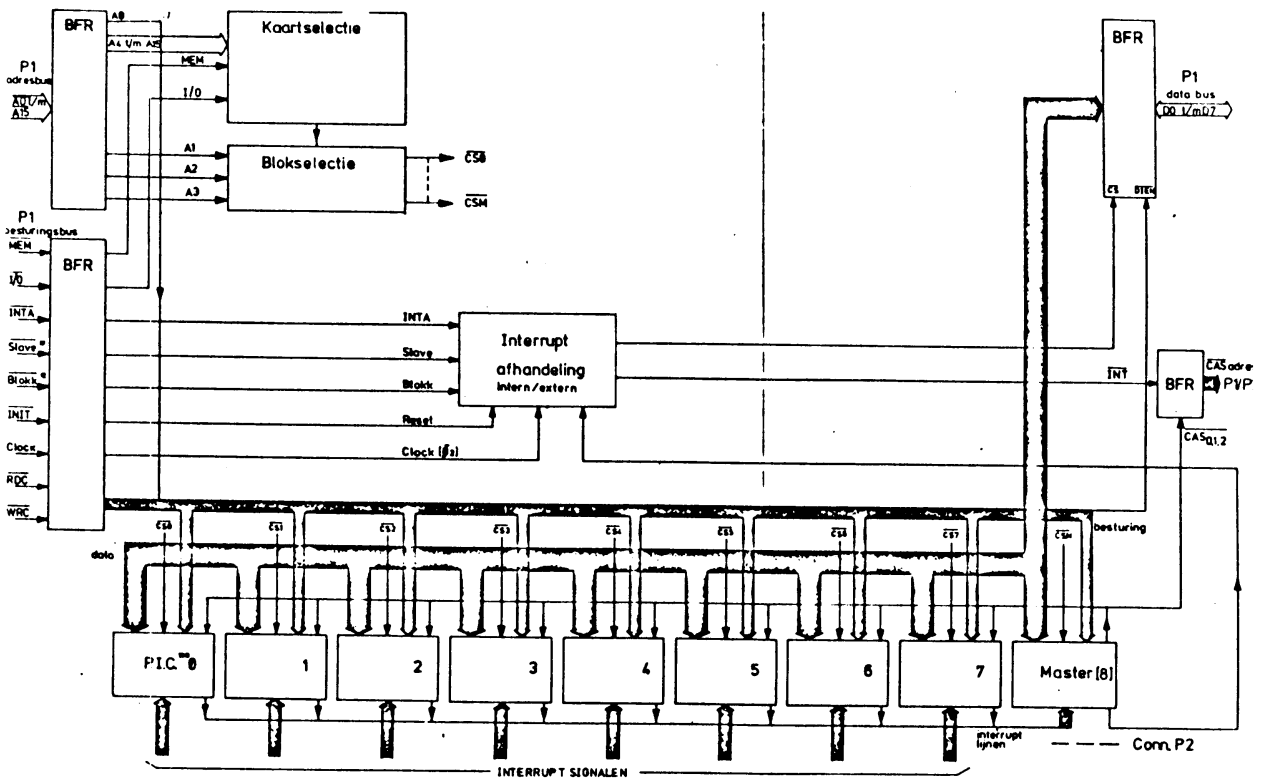 BFR
A0
A4 t/m A15
MEM
I/O
Kaartselectie
P1
adresbus
A0 t/m
A15
A1
A2
A3
Blokselectie
CS0
CSM
BFR
P1
data bus
D0 t/m D7
CS
P1
besturingsbus
MEM
I/O
INTA
Slave*
Blokk*
INIT
Clock
RDC
WRC
BFR
INTA
Slave
Blokk
Reset
Clock
Interrupt
afhandeling
Intern/extern
INT
BFR
CAS adre
P1/P
CAS0,1,2
data
CS0
CS1
CS2
CS3
CS4
CS5
CS6
CS7
CSM
besturing
P.I.C. 0
1
2
3
4
5
6
7
Master [8]
interrupt
lijnen
Conn. P2
INTERRUPT SIGNALEN